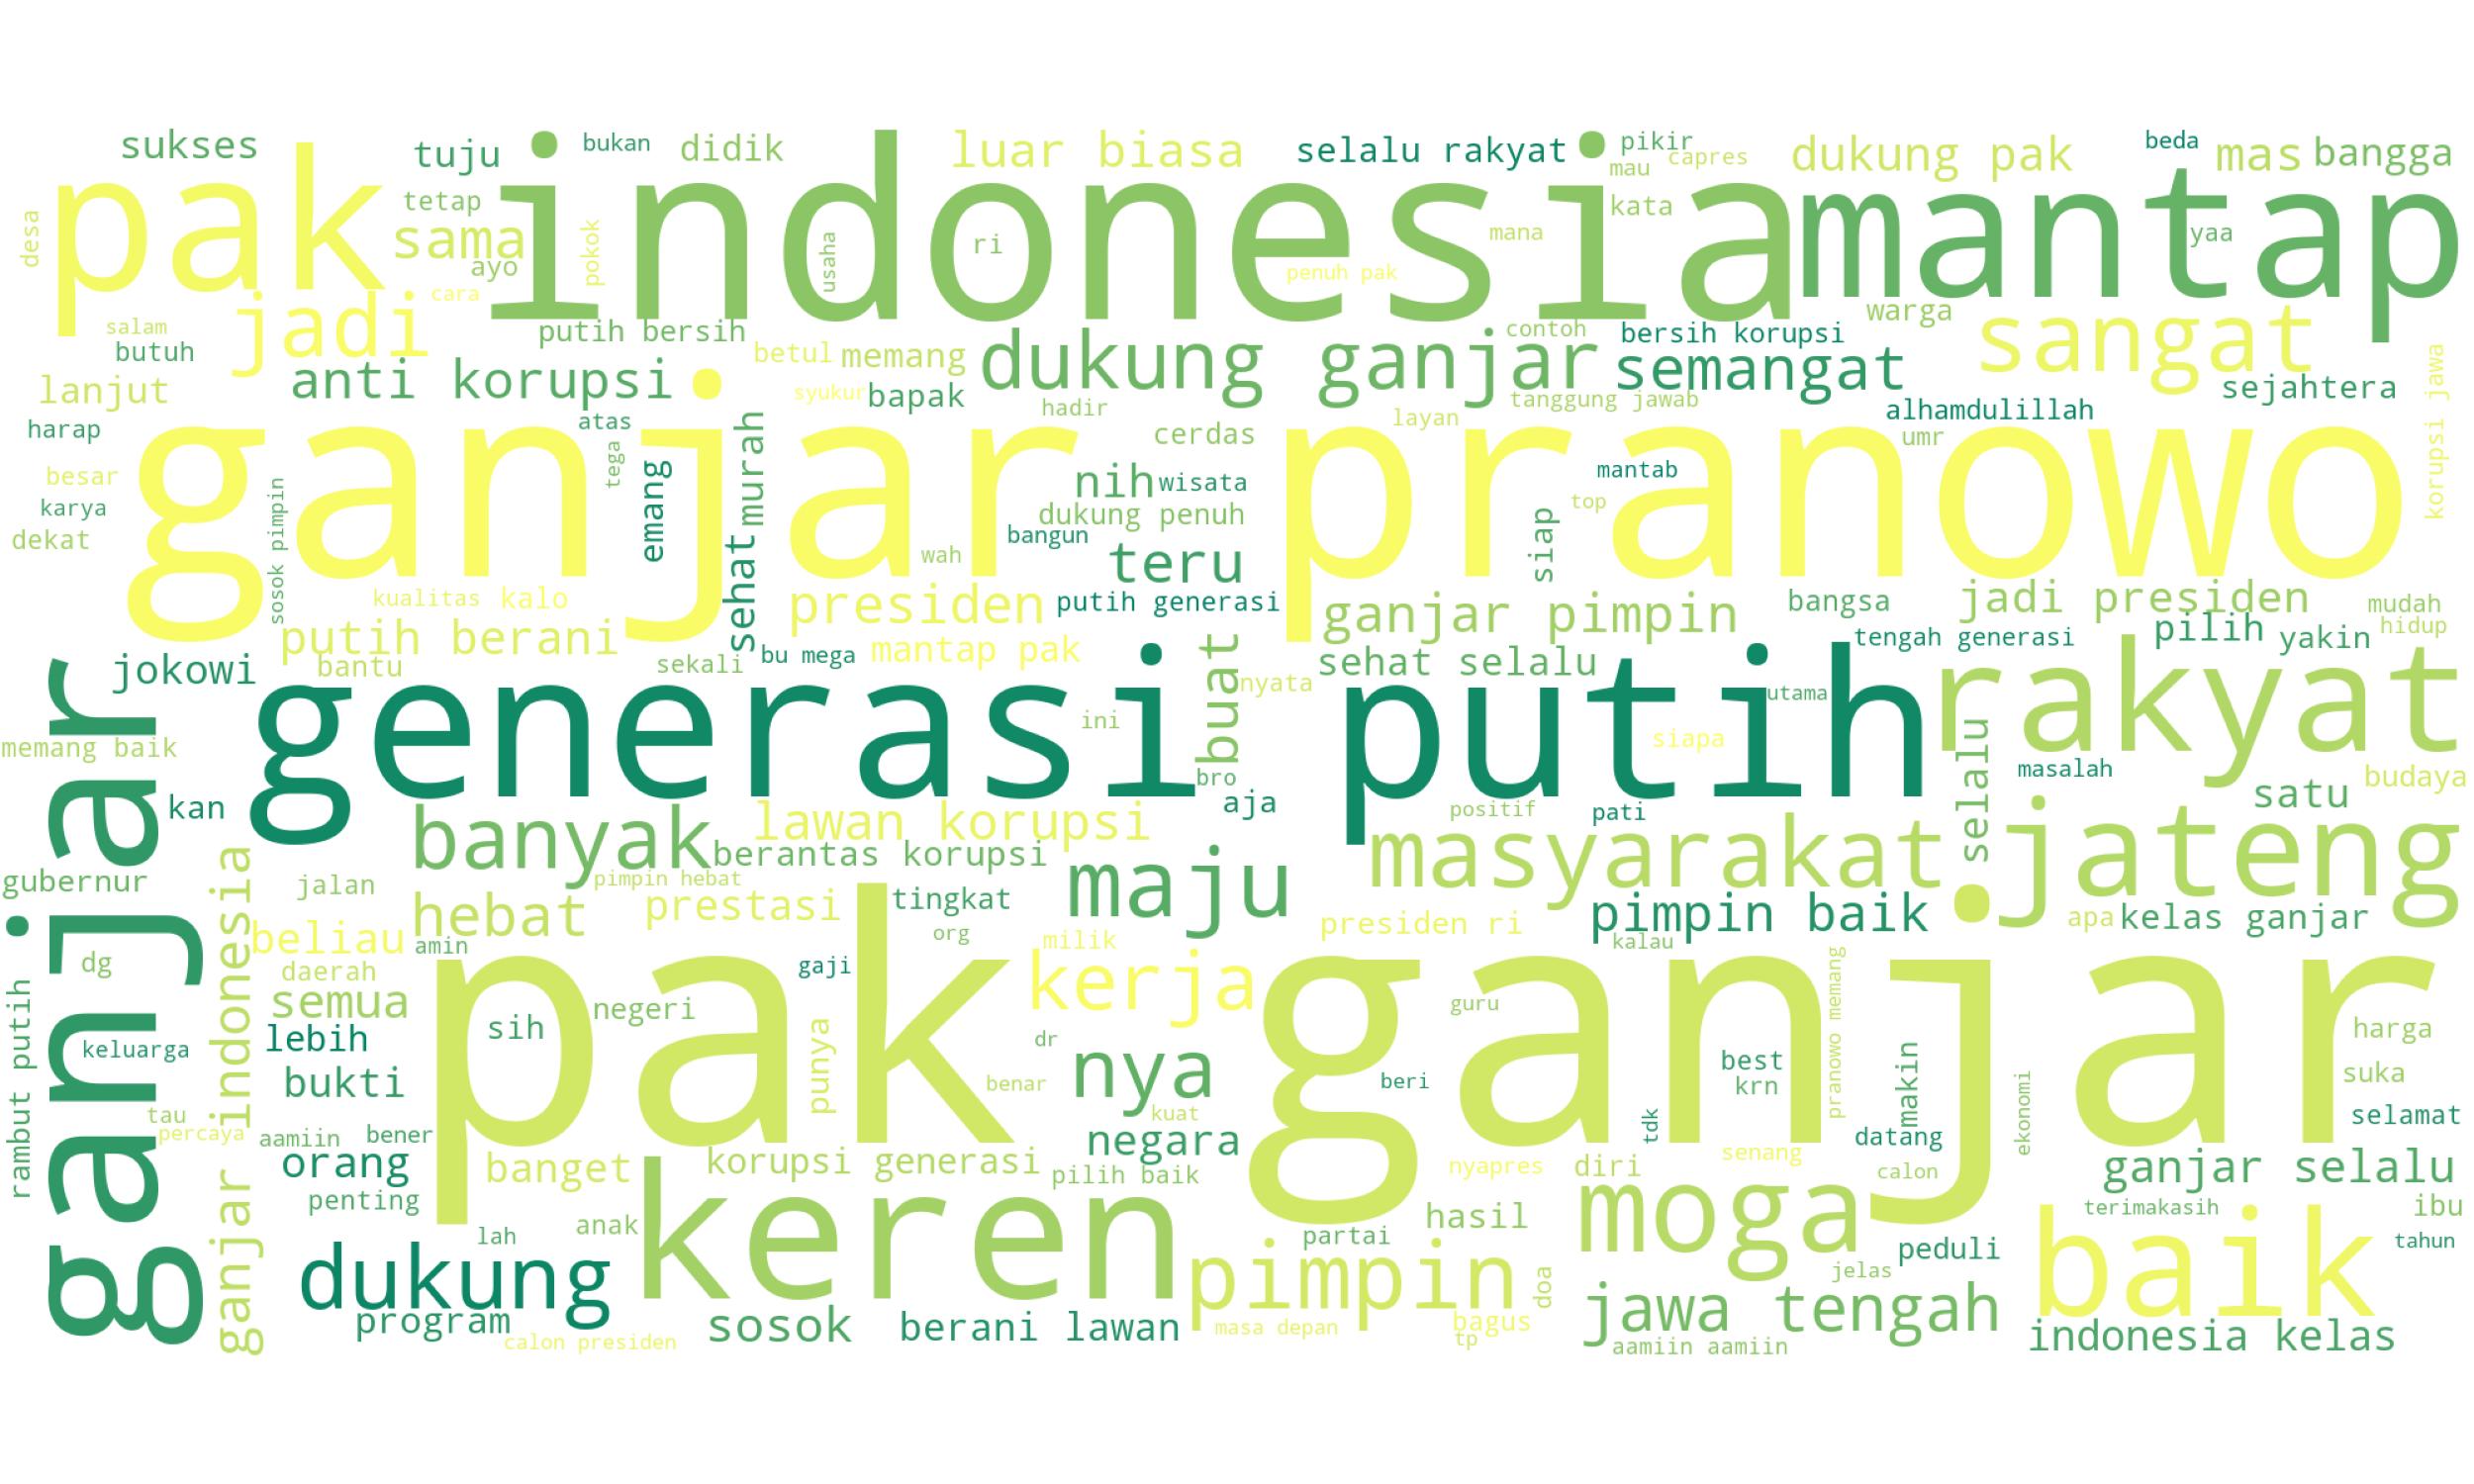 sukses
tuju
bukan
didik
luar biasa
selalu rakyat
pikir
mau
capres
dukung pak
beda
mas
bangga
pak
indonesia
mantap
desa
tetap
sama
ayo
pokok
cara
usaha
ri
penuh pak
mana
kata
yaa
salam
butuh
jadi
putih bersih
betul
memang
dukung ganjar
contoh
bersih korupsi
warga
sangat
lanjut
anti korupsi
syukur
bapak
hadir
semangat
tanggung jawab
sejahtera
korupsi jawa
harap
atas
murah
layan
alhamdulillah
umr
ganjar pranowo
besar
karya
dekat
sosok pimpin
tega
emang
cerdas
nih
wisata
dukung penuh
bangun
wah
teru
mantab
top
siap
kualitas
kalo
sehat
presiden
putih generasi
ganjar pimpin
bangsa
jadi presiden
mudah
hidup
putih berani
bantu
sekali
bu mega
mantap pak
buat
sehat selalu
tengah generasi
pilih
yakin
jokowi
generasi putih
nyata
utama
rakyat
memang baik
ini
siapa
bro
aja
selalu
masalah
budaya
satu
ganjar
kan
banyak
lawan korupsi
positif
pati
jateng
gubernur
jalan
berantas korupsi
pimpin hebat
maju
masyarakat
ganjar indonesia
hebat
prestasi
tingkat
org
presiden ri
pimpin baik
kalau
apa
kelas ganjar
beliau
amin
milik
dg
daerah
gaji
pak ganjar
rambut putih
semua
sih
negeri
kerja
guru
pranowo memang
harga
keluarga
lebih
punya
dr
nya
best
krn
makin
suka
bukti
benar
beri
ekonomi
tau
percaya
kuat
tdk
selamat
aamiin
bener
negara
datang
orang
banget
korupsi generasi
pilih baik
nyapres
diri
senang
calon
ganjar selalu
penting
keren
moga
terimakasih
ibu
lah
anak
partai
hasil
peduli
tahun
dukung
pimpin
doa
jelas
baik
program
sosok
berani lawan
masa depan
bagus
tp
jawa tengah
indonesia kelas
calon presiden
aamiin aamiin